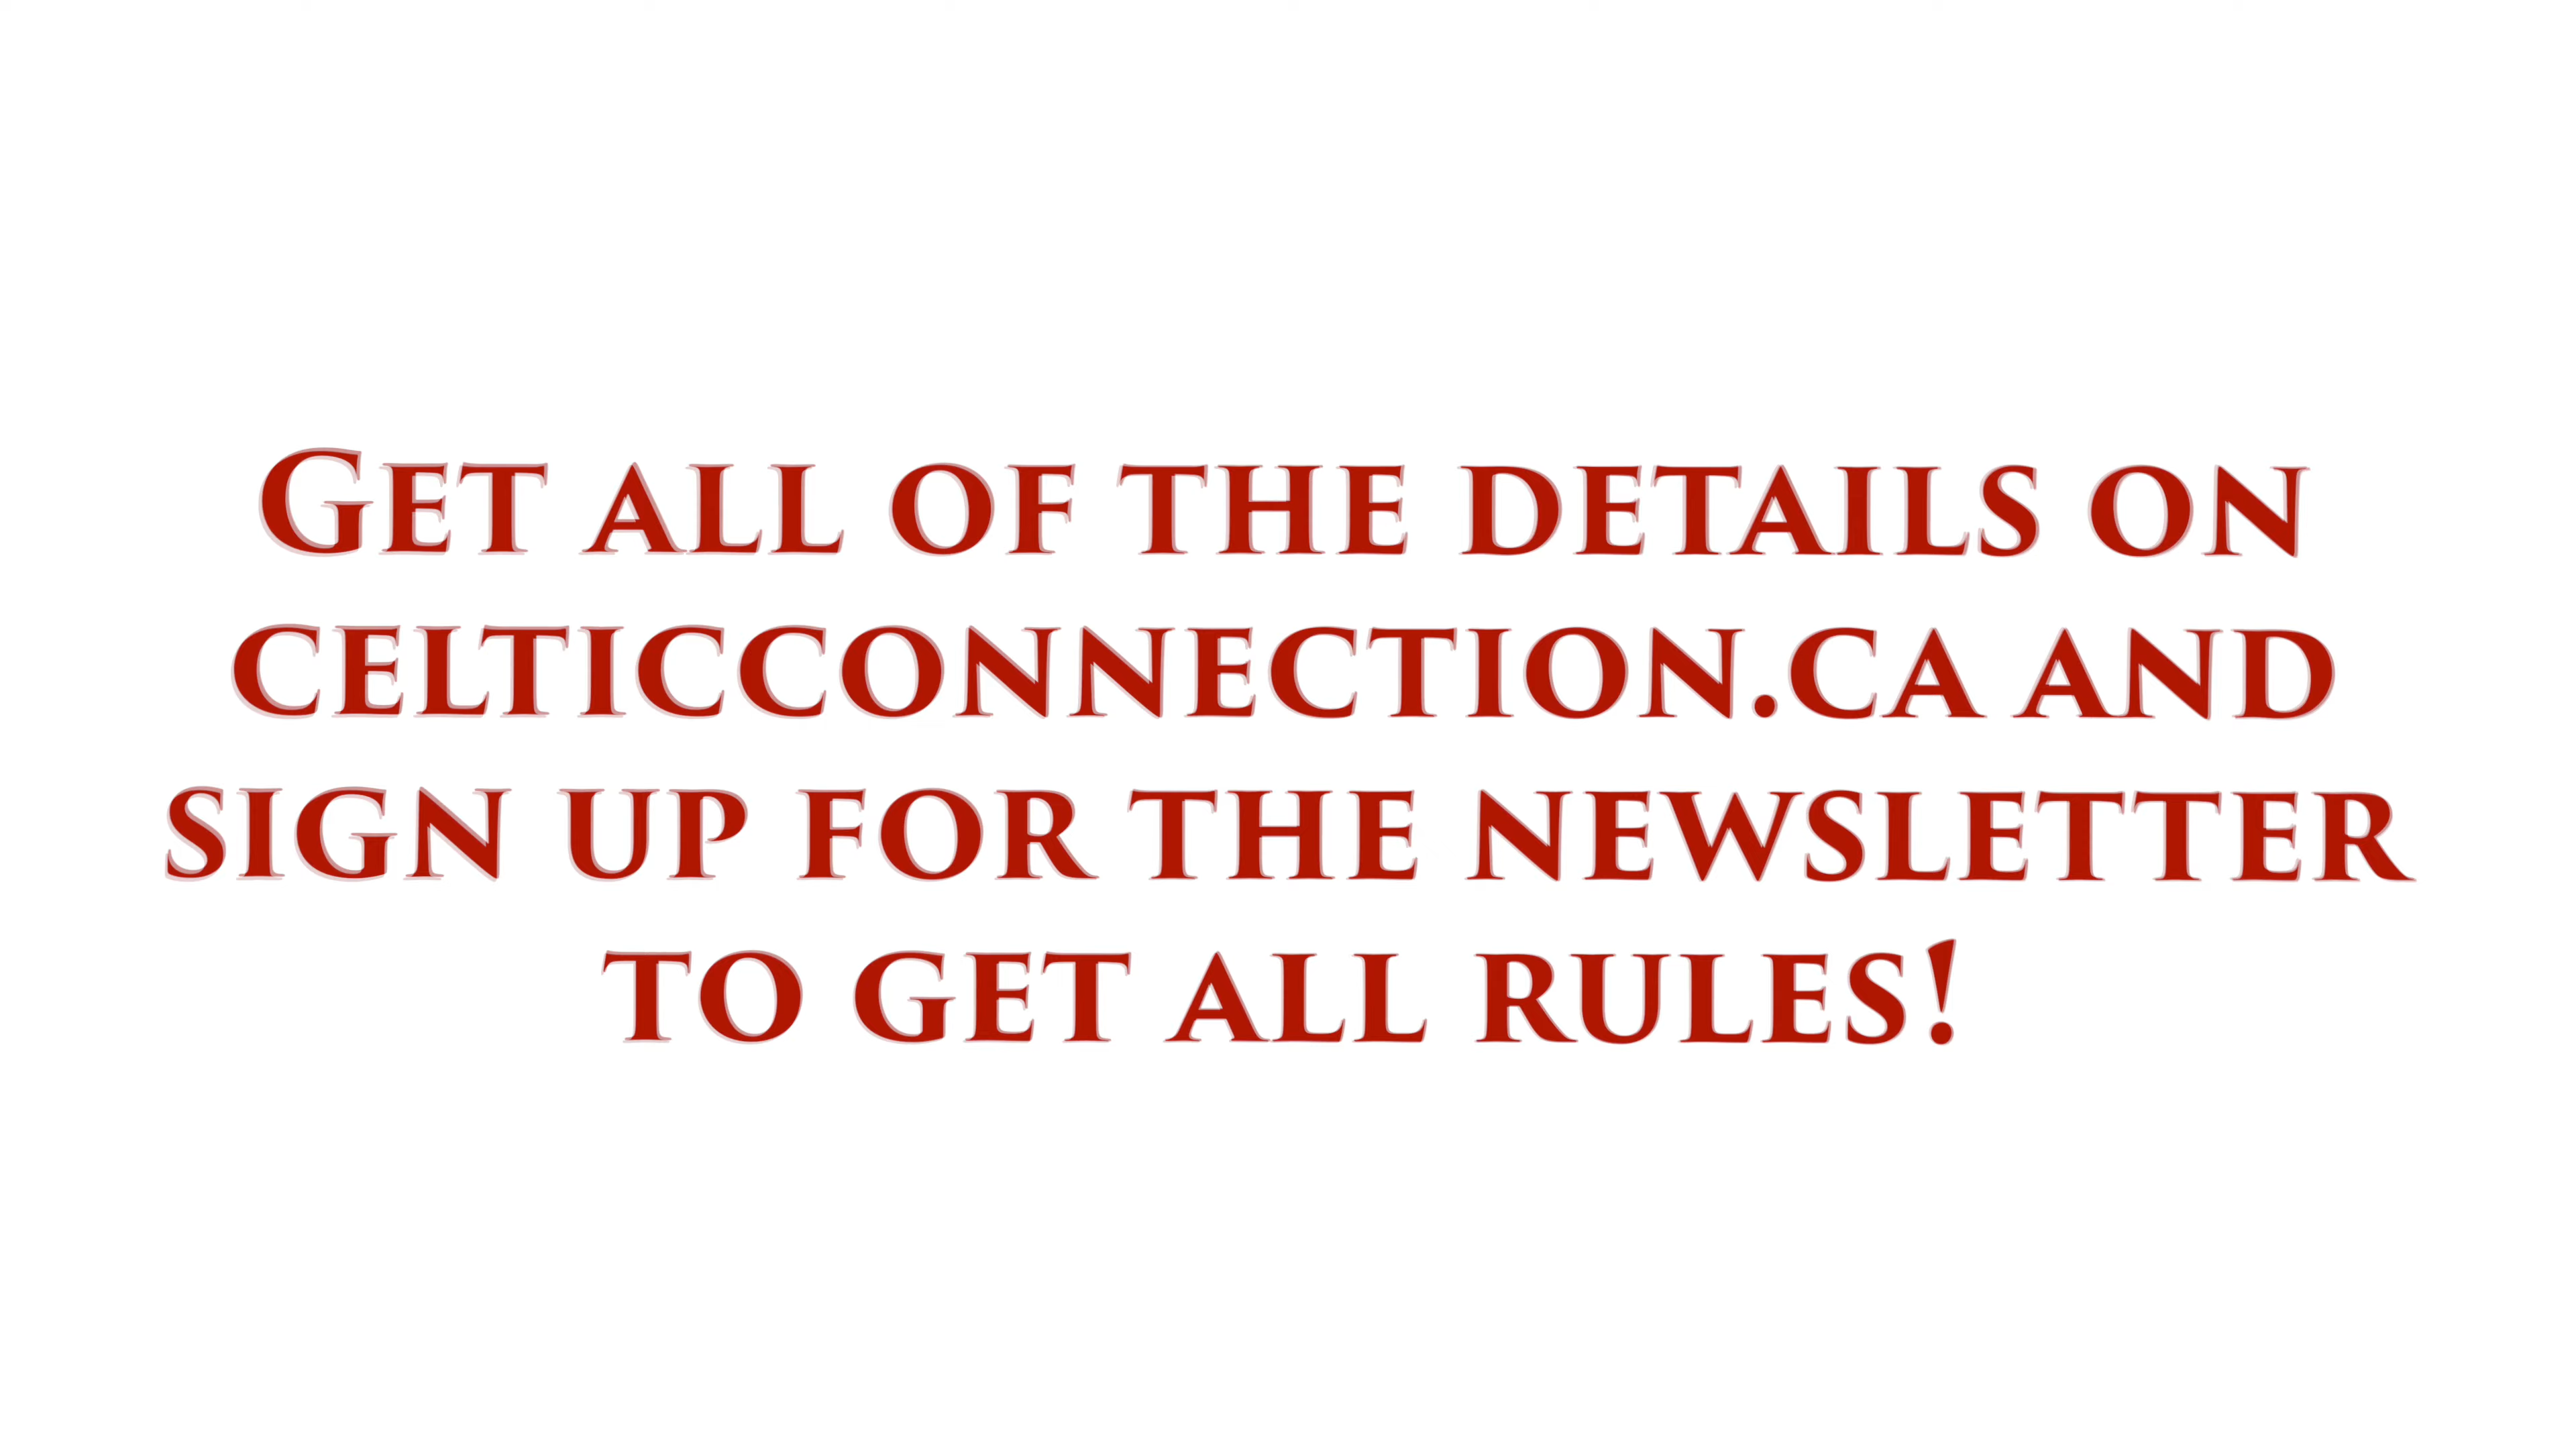 Get all of the details on
celticconnection.ca and
sign up for the newsletter
to get all rules!